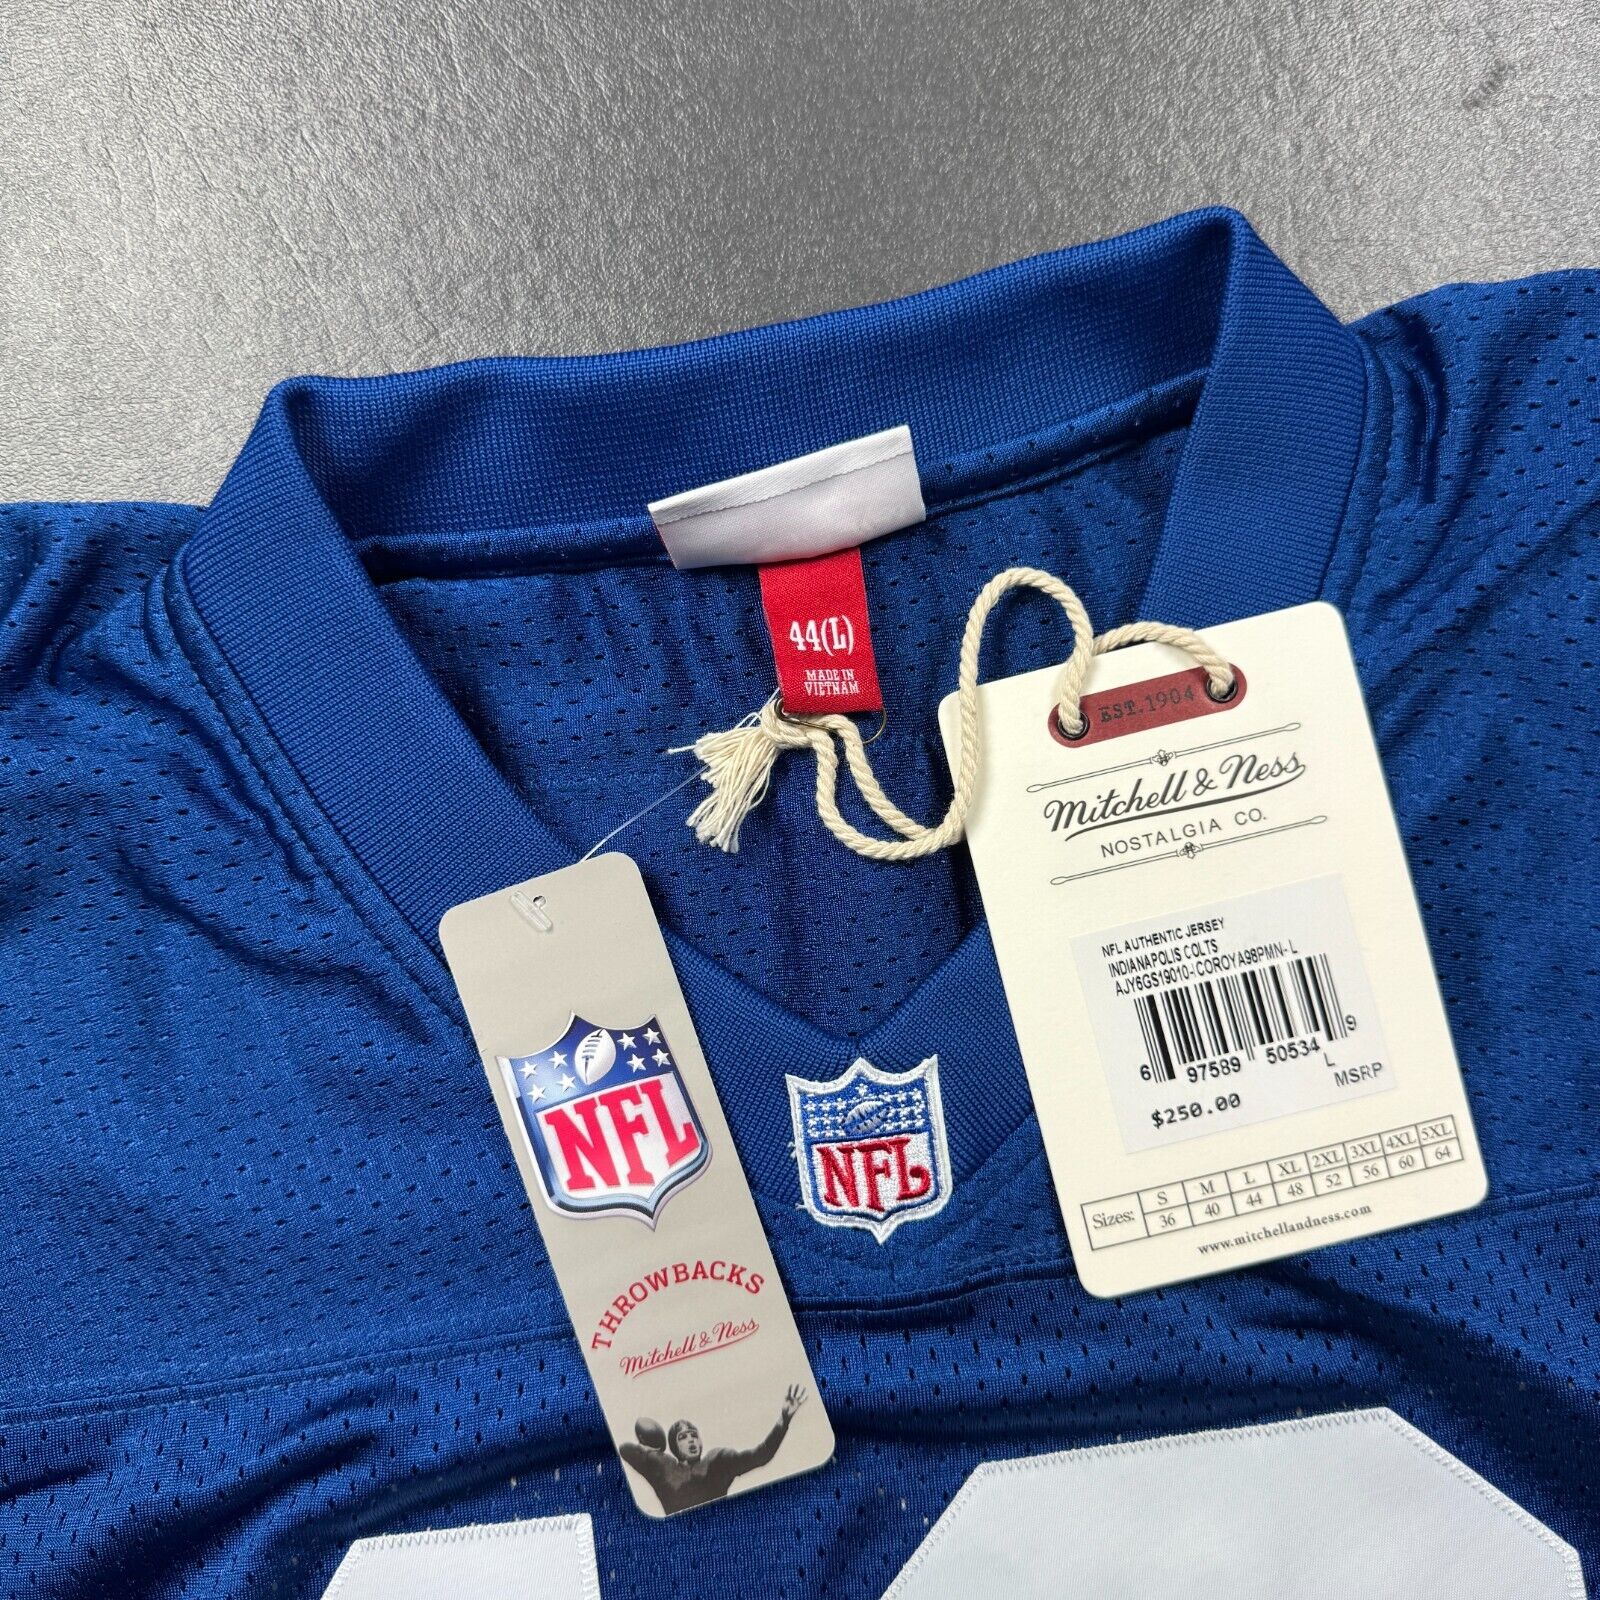 44(L)
MADE IN
VIETNAM
EST. 1904
Mitchell & Ness
NOSTALGIA CO.
NFL AUTHENTIC JERSEY
INDIANAPOLIS COLTS
AJY6GS19010-ICOROYA98PMN-L
6 97589 50534 9
L
$250.00 MSRP
Sizes: S M L XL 2XL 3XL 4XL 5XL
36 40 44 48 52 56 60 64
www.mitchellandness.com
NFL
THROWBACKS
Mitchell & Ness
NFL